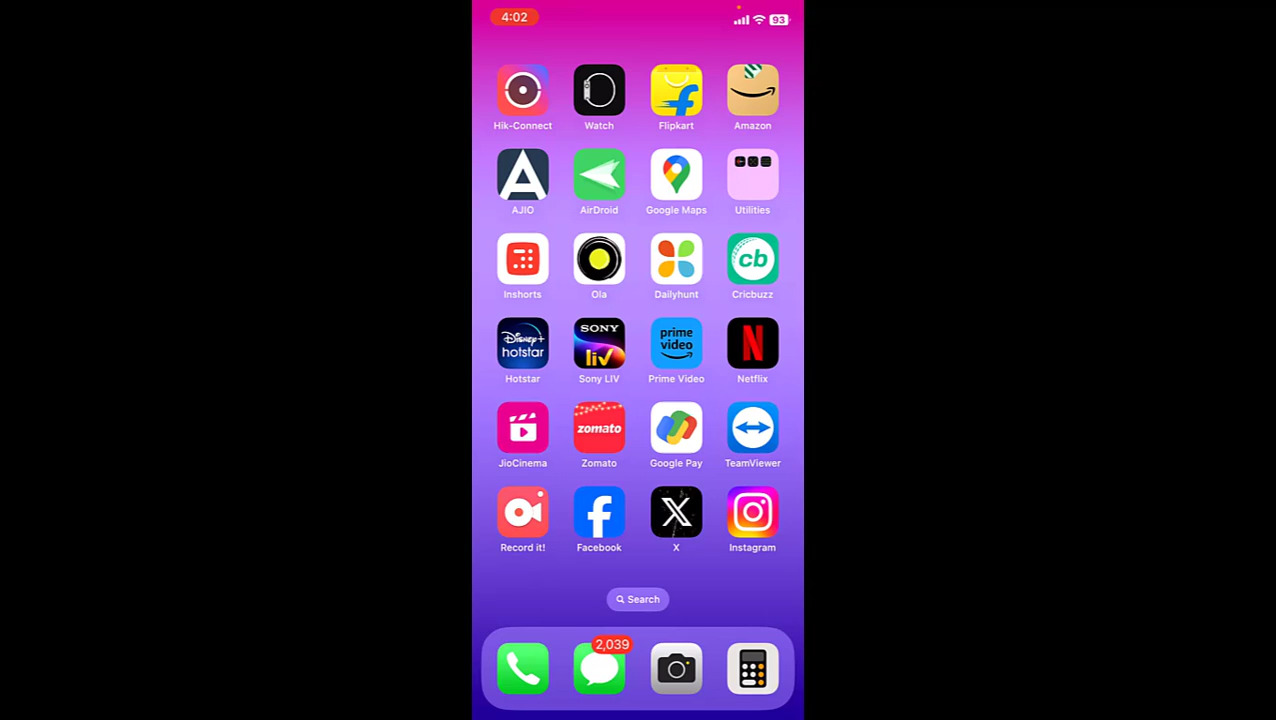 4:02 93
Hik-Connect Watch Flipkart Amazon
AJIO AirDroid Google Maps Utilities
cb
Inshorts Ola Dailyhunt Cricbuzz
Disney+ hotstar SONY liv prime video N
Hotstar Sony LIV Prime Video Netflix
zomato
JioCinema Zomato Google Pay TeamViewer
Record it! Facebook X Instagram
Search
2,039